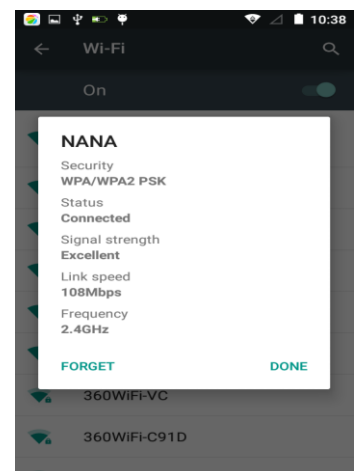 10:38
Wi-Fi
On
NANA
Security
WPA/WPA2 PSK
Status
Connected
Signal strength
Excellent
Link speed
108Mbps
Frequency
2.4GHz
FORGET DONE
360WiFi-VC
360WiFi-C91D